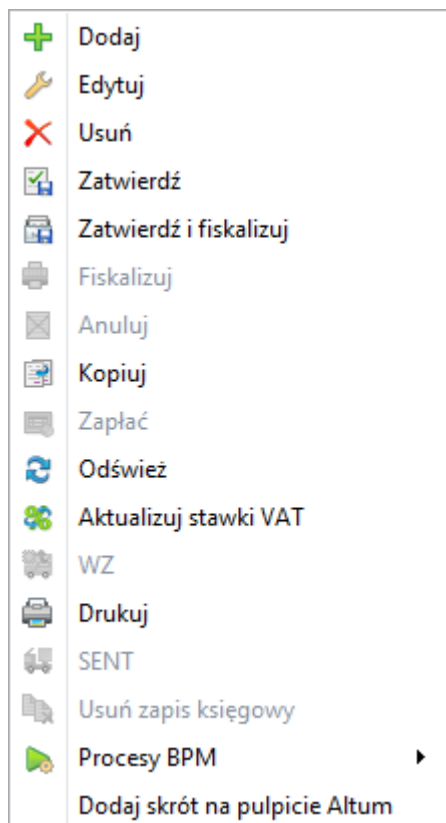 Dodaj
Edytuj
Usuń
Zatwierdź
Zatwierdź i fiskalizuj
Fiskalizuj
Anuluj
Kopiuj
Zapłać
Odśwież
Aktualizuj stawki VAT
WZ
Drukuj
SENT
Usuń zapis księgowy
Procesy BPM
Dodaj skrót na pulpicie Altum